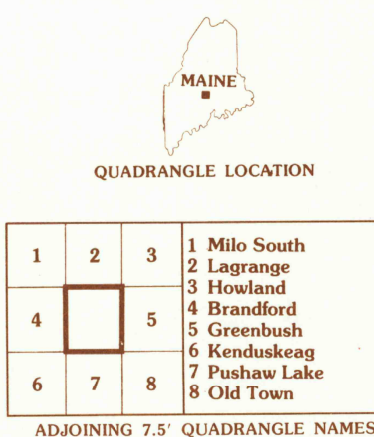 MAINE
QUADRANGLE LOCATION
1 2 3
4 5
6 7 8
1 Milo South
2 Lagrange
3 Howland
4 Brandford
5 Greenbush
6 Kenduskeag
7 Pushaw Lake
8 Old Town
ADJOINING 7.5′ QUADRANGLE NAMES